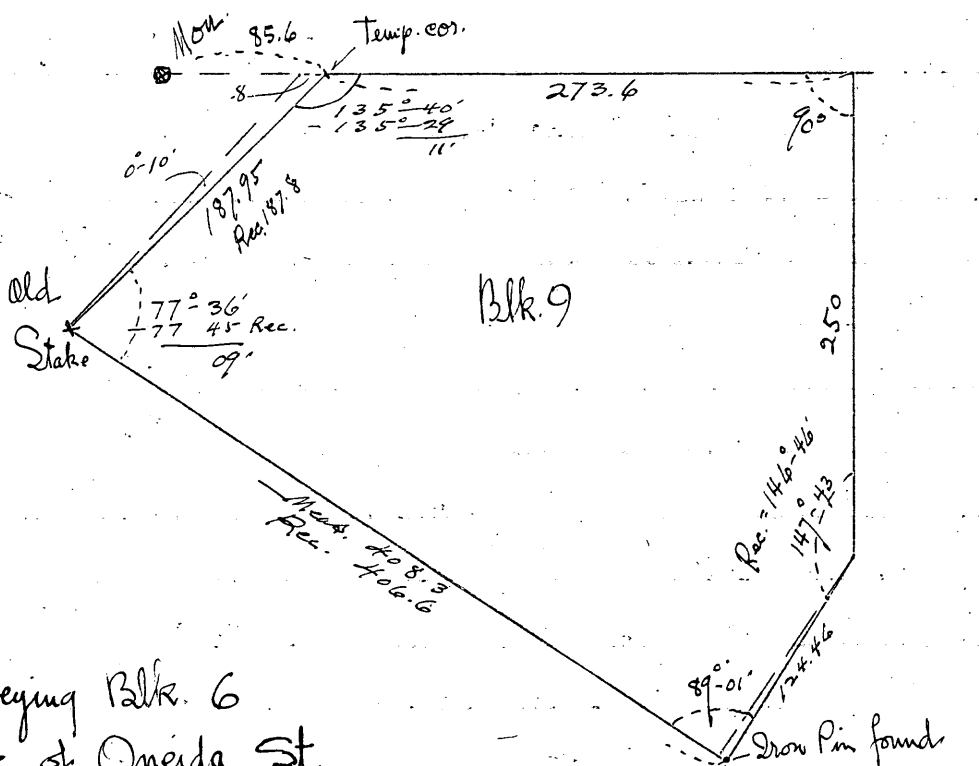 Mon
85.6
Temp. cor.
.8
135°-40'
- 135°-29
11'
273.6
90°
0°-10'
187.95
Rec. 187.8
Old
Stake
77°-36'
- 77 45 Rec.
09'
Blk. 9
250
Rec. = 146°-46'
147°-43
Meas. 408.3
Rec. 406.6
89°-01'
124.46
Iron Pin found
eying Blk. 6
of Oneida St.